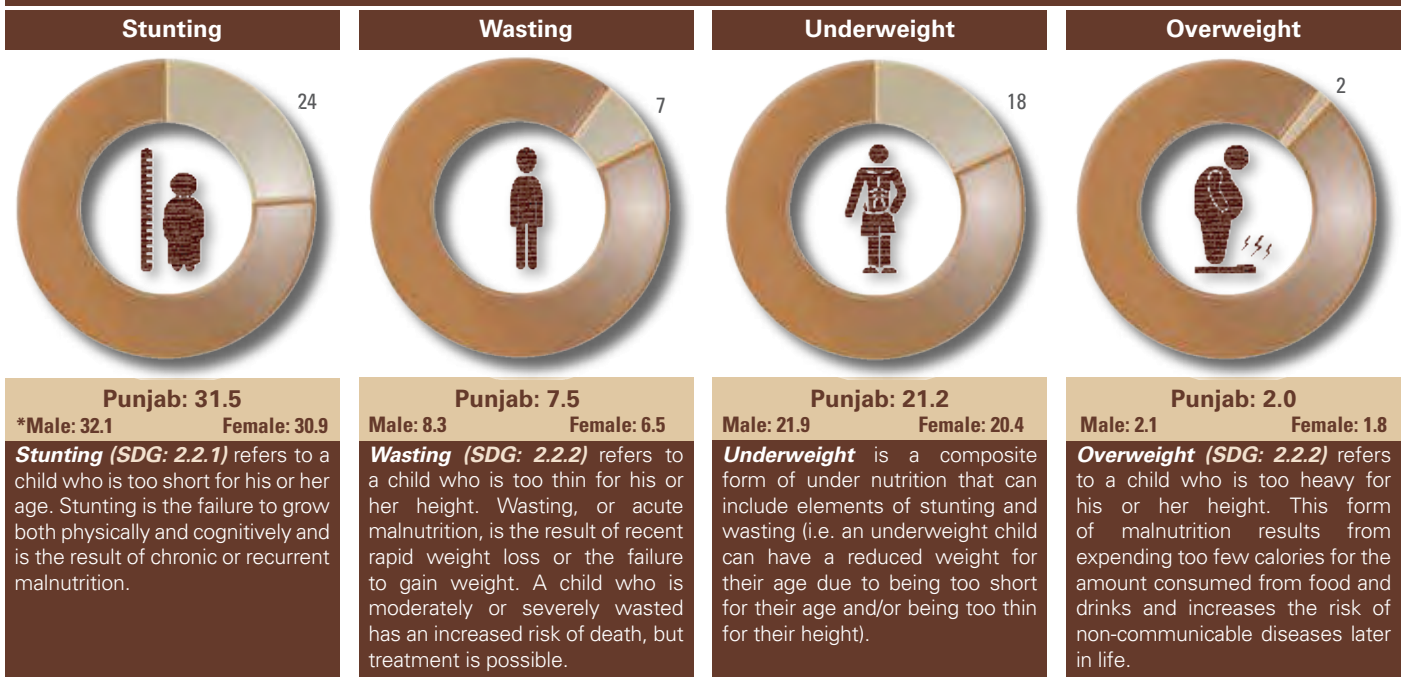 Stunting
24
Punjab: 31.5
*Male: 32.1 Female: 30.9
Stunting (SDG: 2.2.1) refers to a
child who is too short for his or her
age. Stunting is the failure to grow
both physically and cognitively and
is the result of chronic or recurrent
malnutrition.
Wasting
7
Punjab: 7.5
Male: 8.3 Female: 6.5
Wasting (SDG: 2.2.2) refers to
a child who is too thin for his or
her height. Wasting, or acute
malnutrition, is the result of recent
rapid weight loss or the failure
to gain weight. A child who is
moderately or severely wasted
has an increased risk of death, but
treatment is possible.
Underweight
18
Punjab: 21.2
Male: 21.9 Female: 20.4
Underweight is a composite
form of under nutrition that can
include elements of stunting and
wasting (i.e. an underweight child
can have a reduced weight for
their age due to being too short
for their age and/or being too thin
for their height).
Overweight
2
Punjab: 2.0
Male: 2.1 Female: 1.8
Overweight (SDG: 2.2.2) refers
to a child who is too heavy for
his or her height. This form
of malnutrition results from
expending too few calories for the
amount consumed from food and
drinks and increases the risk of
non-communicable diseases later
in life.